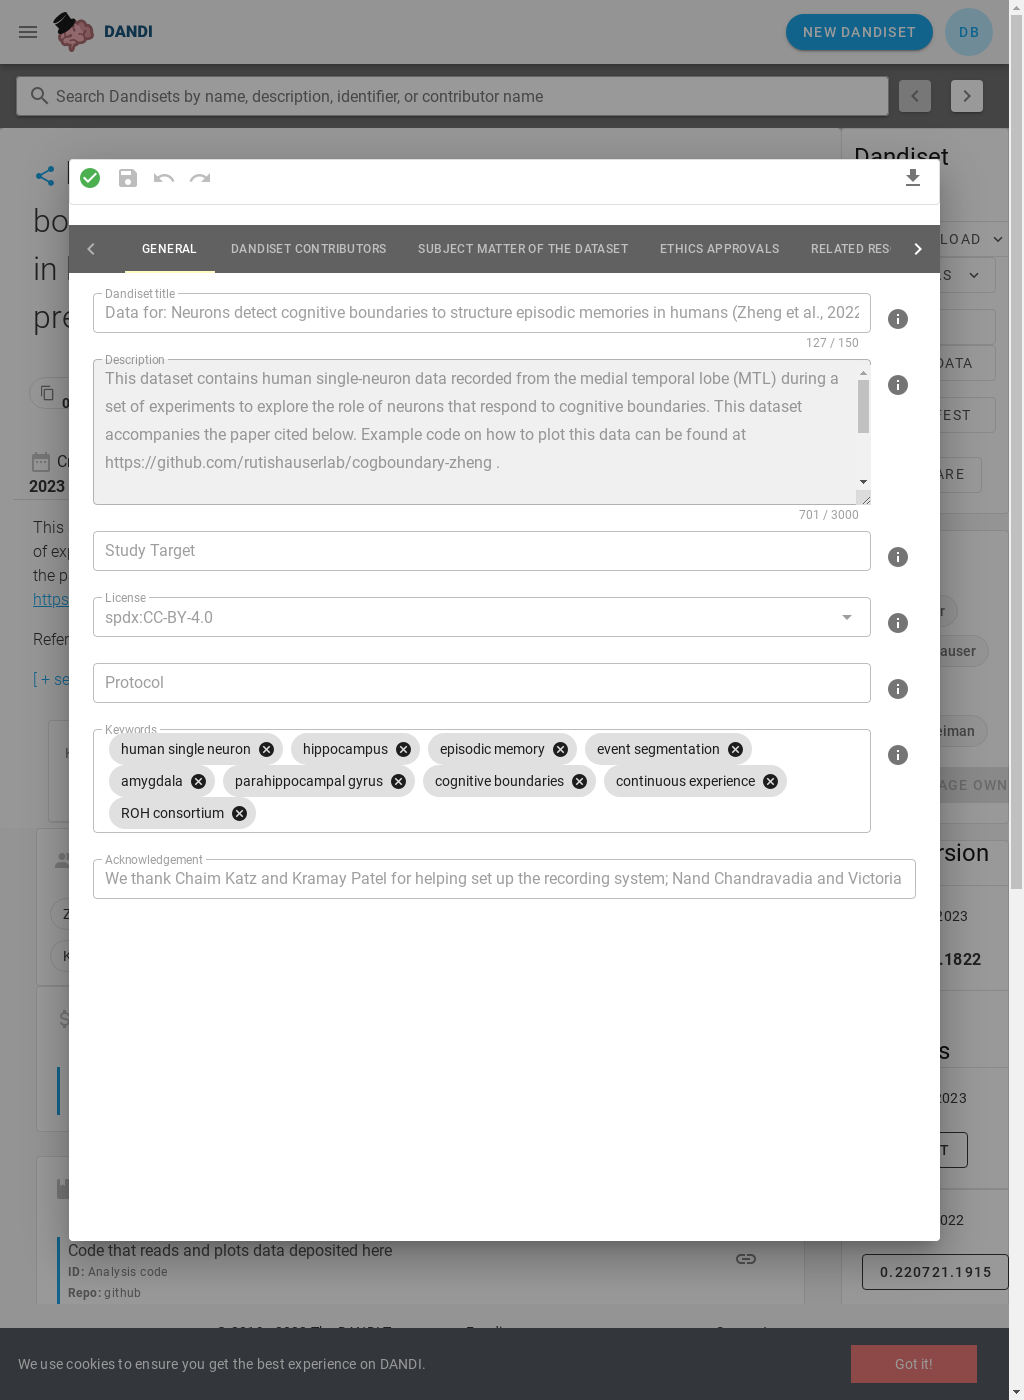 DANDI
NEW DANDISET
DB
Search Dandisets by name, description, identifier, or contributor name
Dandiset
bo
in
pre
LOAD
S
GENERAL
DANDISET CONTRIBUTORS
SUBJECT MATTER OF THE DATASET
ETHICS APPROVALS
RELATED RES
Dandiset title
Data for: Neurons detect cognitive boundaries to structure episodic memories in humans (Zheng et al., 2022
127 / 150
Description
This dataset contains human single-neuron data recorded from the medial temporal lobe (MTL) during a
set of experiments to explore the role of neurons that respond to cognitive boundaries. This dataset
accompanies the paper cited below. Example code on how to plot this data can be found at
https://github.com/rutishauserlab/cogboundary-zheng .
701 / 3000
DATA
FEST
ARE
0
Cr
2023
This
of exp
the p
https
Refer
[ + se
Study Target
License
spdx:CC-BY-4.0
Protocol
Keywords
human single neuron
hippocampus
episodic memory
event segmentation
amygdala
parahippocampal gyrus
cognitive boundaries
continuous experience
ROH consortium
Acknowledgement
We thank Chaim Katz and Kramay Patel for helping set up the recording system; Nand Chandravadia and Victoria
r
auser
eiman
AGE OWN
rsion
2023
.1822
s
2023
T
022
0.220721.1915
Z
K
Code that reads and plots data deposited here
ID: Analysis code
Repo: github
We use cookies to ensure you get the best experience on DANDI.
Got it!